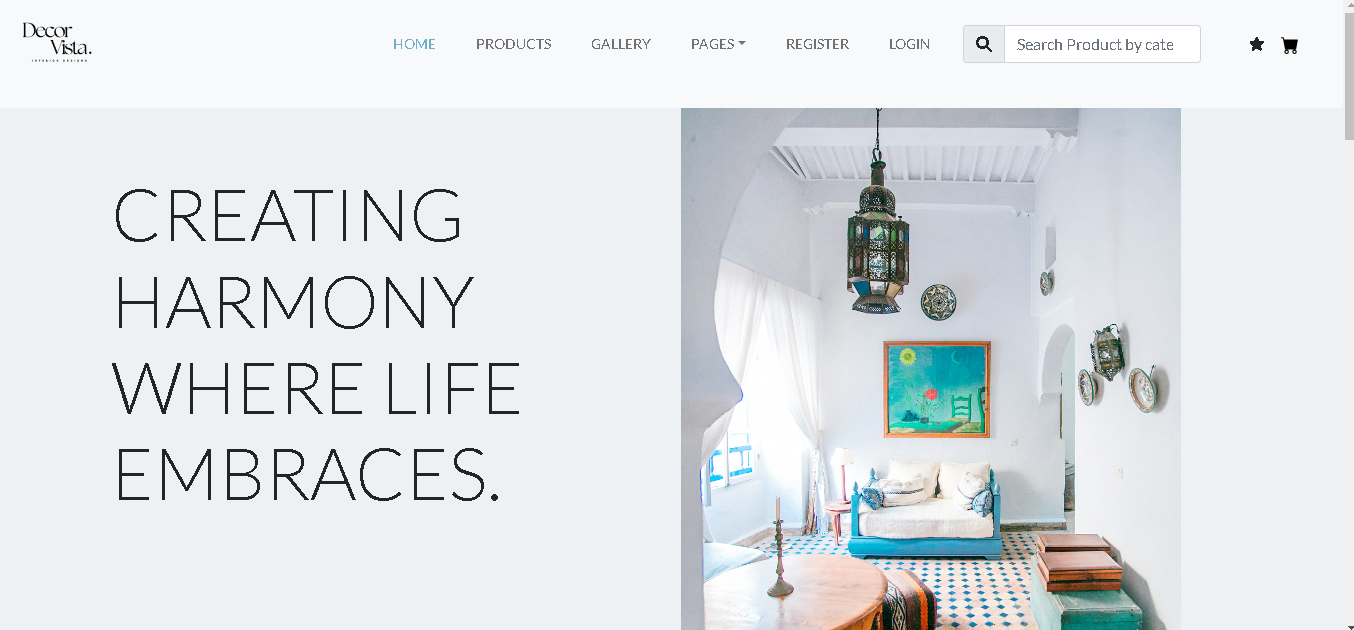 Decor
Vista.
INTERIOR DESIGNS
HOME
PRODUCTS
GALLERY
PAGES
REGISTER
LOGIN
Search Product by cate
CREATING
HARMONY
WHERE LIFE
EMBRACES.